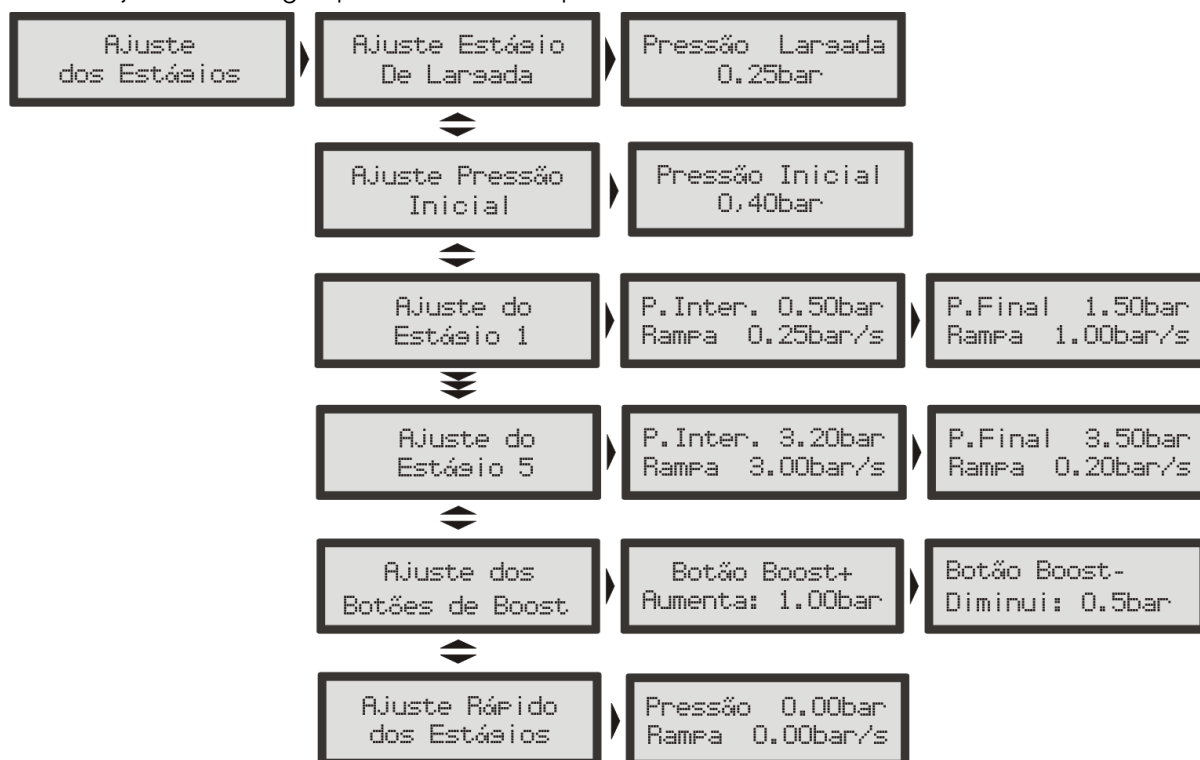 Ajuste
dos Estágios
Ajuste Estágio
De Largada
Pressão Largada
0.25bar
Ajuste Pressão
Inicial
Pressão Inicial
0,40bar
Ajuste do
Estágio 1
P.Inter. 0.50bar
Rampa 0.25bar/s
P.Final 1.50bar
Rampa 1.00bar/s
Ajuste do
Estágio 5
P.Inter. 3.20bar
Rampa 3.00bar/s
P.Final 3.50bar
Rampa 0.20bar/s
Ajuste dos
Botões de Boost
Botão Boost+
Aumenta: 1.00bar
Botão Boost-
Diminui: 0.5bar
Ajuste Rápido
dos Estágios
Pressão 0.00bar
Rampa 0.00bar/s